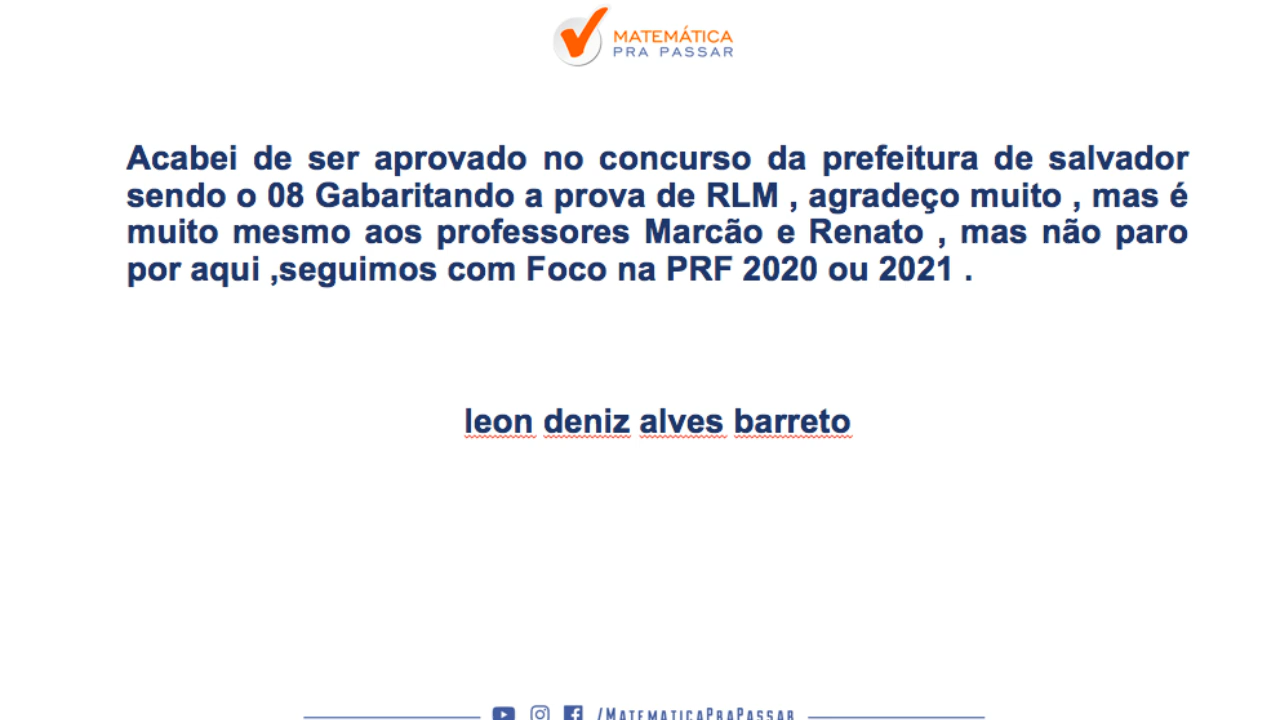 MATEMÁTICA
PRA PASSAR
Acabei de ser aprovado no concurso da prefeitura de salvador
sendo o 08 Gabaritando a prova de RLM , agradeço muito , mas é
muito mesmo aos professores Marcão e Renato , mas não paro
por aqui ,seguimos com Foco na PRF 2020 ou 2021 .
leon deniz alves barreto
/MATEMATICAPRAPASSAR